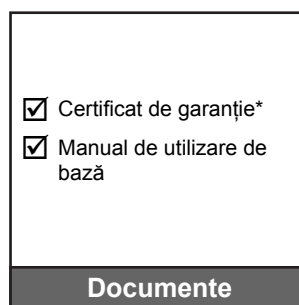 ☑ Certificat de garanție*
☑ Manual de utilizare de
bază
Documente